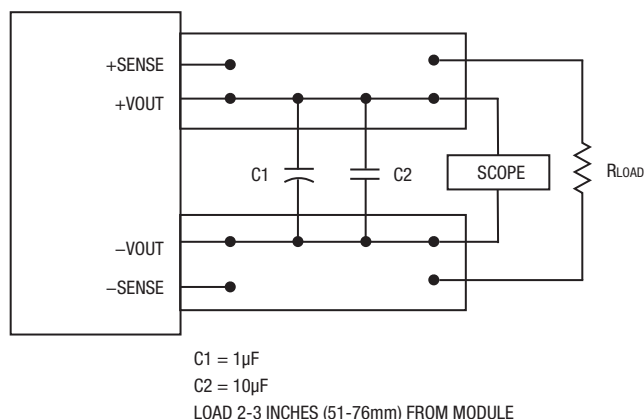 +SENSE
+VOUT
C1
C2
SCOPE
RLOAD
−VOUT
−SENSE
C1 = 1µF
C2 = 10µF
LOAD 2-3 INCHES (51-76mm) FROM MODULE